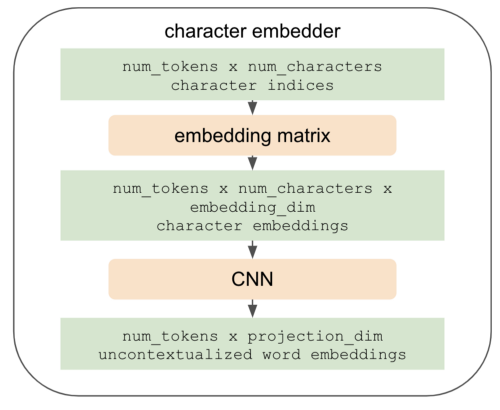 character embedder
num_tokens x num_characters
character indices
embedding matrix
num_tokens x num_characters x
embedding_dim
character embeddings
CNN
num_tokens x projection_dim
uncontextualized word embeddings